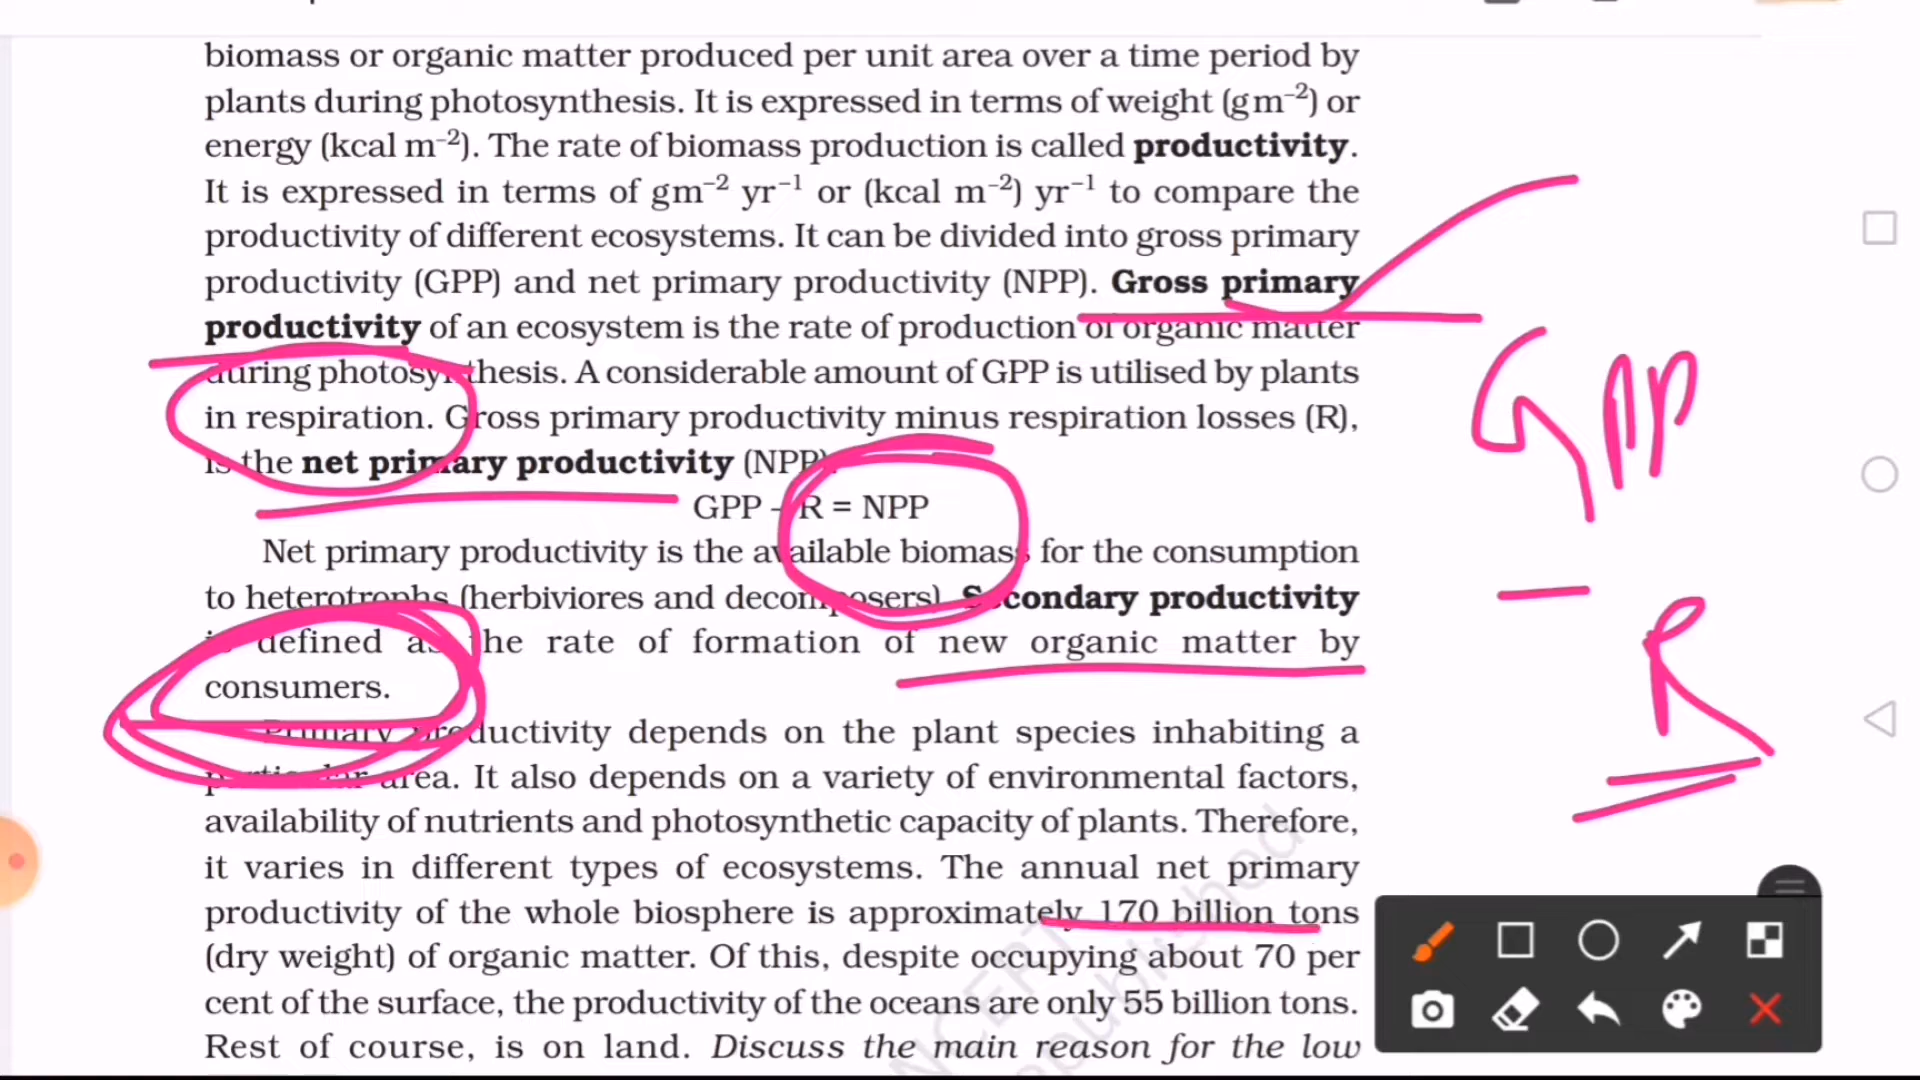 biomass or organic matter produced per unit area over a time period by
plants during photosynthesis. It is expressed in terms of weight (gm⁻²) or
energy (kcal m⁻²). The rate of biomass production is called productivity.
It is expressed in terms of gm⁻² yr⁻¹ or (kcal m⁻²) yr⁻¹ to compare the
productivity of different ecosystems. It can be divided into gross primary
productivity (GPP) and net primary productivity (NPP). Gross primary
productivity of an ecosystem is the rate of production of organic matter
during photosynthesis. A considerable amount of GPP is utilised by plants
in respiration. Gross primary productivity minus respiration losses (R),
is the net primary productivity (NPP).
GPP – R = NPP
Net primary productivity is the available biomass for the consumption
to heterotrophs (herbiviores and decomposers). Secondary productivity
is defined as the rate of formation of new organic matter by
consumers.
Primary productivity depends on the plant species inhabiting a
particular area. It also depends on a variety of environmental factors,
availability of nutrients and photosynthetic capacity of plants. Therefore,
it varies in different types of ecosystems. The annual net primary
productivity of the whole biosphere is approximately 170 billion tons
(dry weight) of organic matter. Of this, despite occupying about 70 per
cent of the surface, the productivity of the oceans are only 55 billion tons.
Rest of course, is on land. Discuss the main reason for the low
GPP
–
R
NCERT
republished